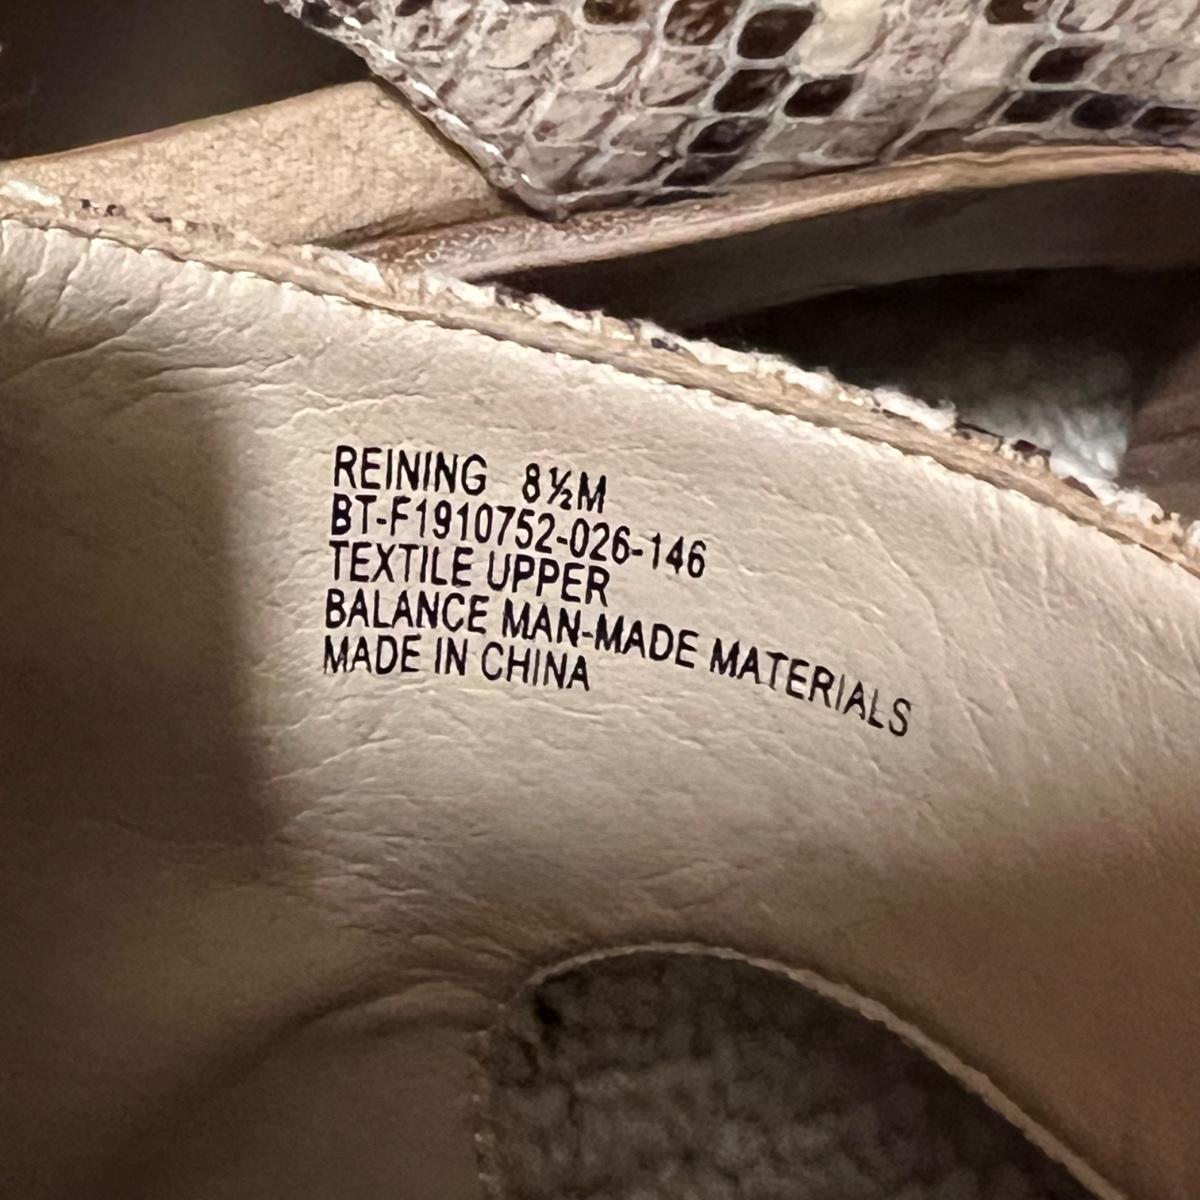 REINING 8½M
BT-F1910752-026-146
TEXTILE UPPER
BALANCE MAN-MADE MATERIALS
MADE IN CHINA